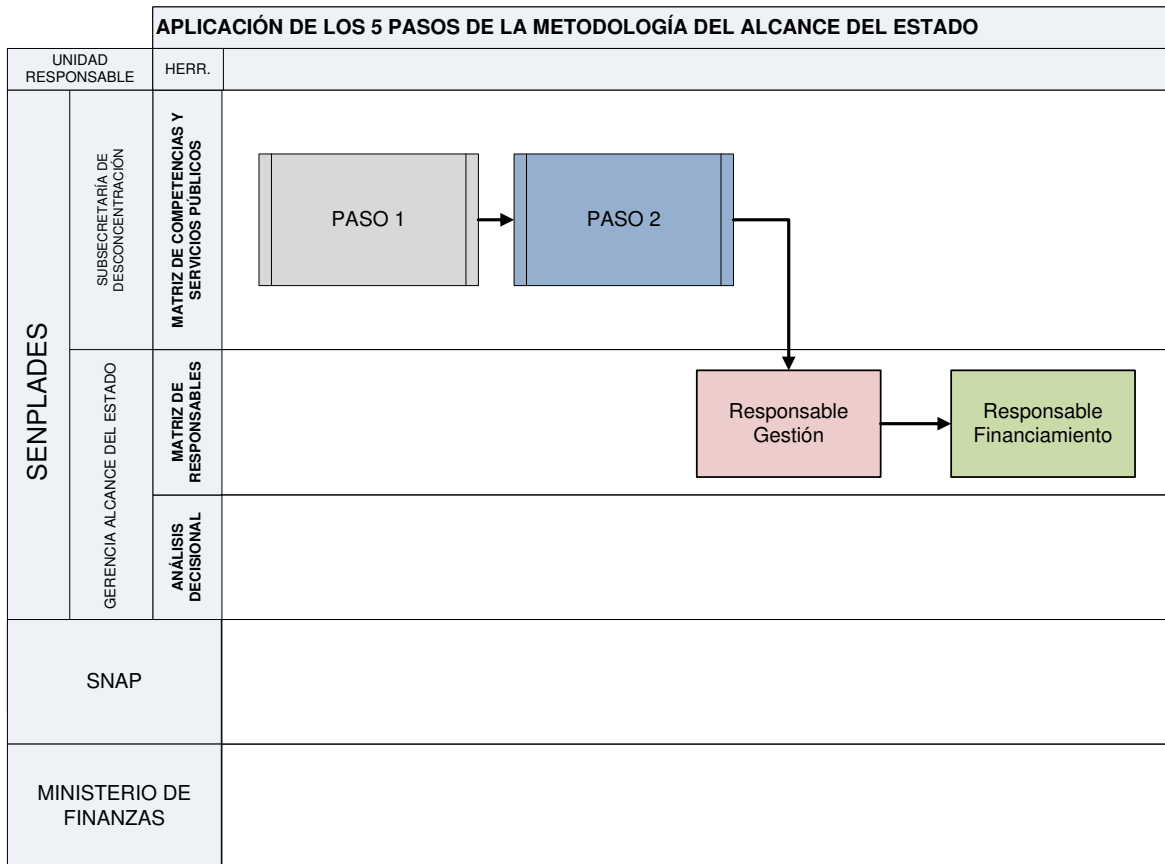 APLICACIÓN DE LOS 5 PASOS DE LA METODOLOGÍA DEL ALCANCE DEL ESTADO
UNIDAD
RESPONSABLE
HERR.
SENPLADES
SUBSECRETARÍA DE
DESCONCENTRACIÓN
MATRIZ DE COMPETENCIAS Y
SERVICIOS PÚBLICOS
PASO 1
PASO 2
GERENCIA ALCANCE DEL ESTADO
MATRIZ DE
RESPONSABLES
Responsable
Gestión
Responsable
Financiamiento
ANÁLISIS
DECISIONAL
SNAP
MINISTERIO DE
FINANZAS